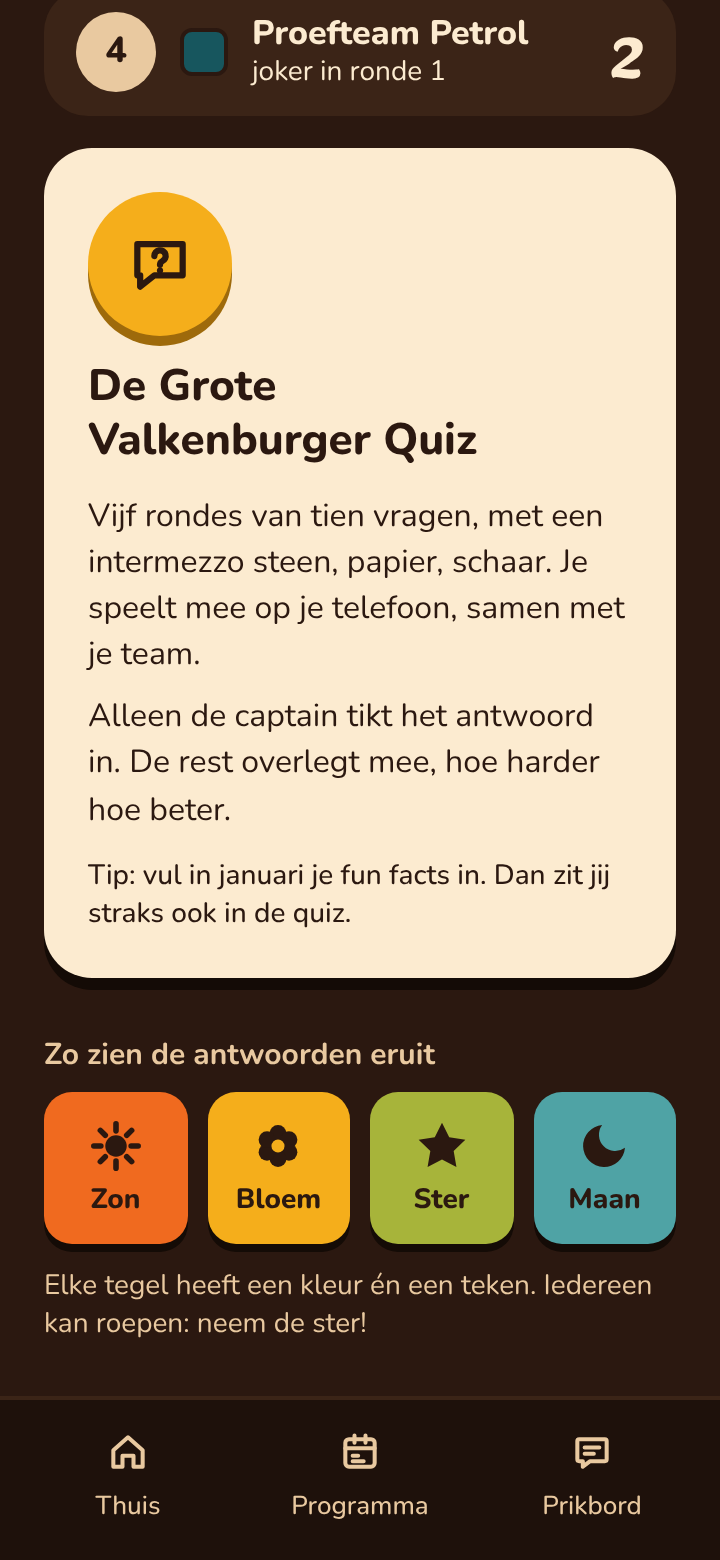 4
Proefteam Petrol
joker in ronde 1
2
De Grote
Valkenburger Quiz
Vijf rondes van tien vragen, met een
intermezzo steen, papier, schaar. Je
speelt mee op je telefoon, samen met
je team.
Alleen de captain tikt het antwoord
in. De rest overlegt mee, hoe harder
hoe beter.
Tip: vul in januari je fun facts in. Dan zit jij
straks ook in de quiz.
Zo zien de antwoorden eruit
Zon
Bloem
Ster
Maan
Elke tegel heeft een kleur én een teken. Iedereen
kan roepen: neem de ster!
Thuis
Programma
Prikbord